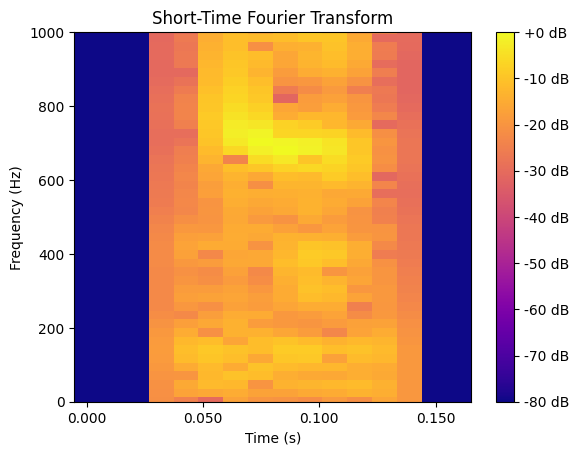 Short-Time Fourier Transform
1000
800
600
400
200
0
Frequency (Hz)
0.000
0.050
0.100
0.150
Time (s)
+0 dB
-10 dB
-20 dB
-30 dB
-40 dB
-50 dB
-60 dB
-70 dB
-80 dB